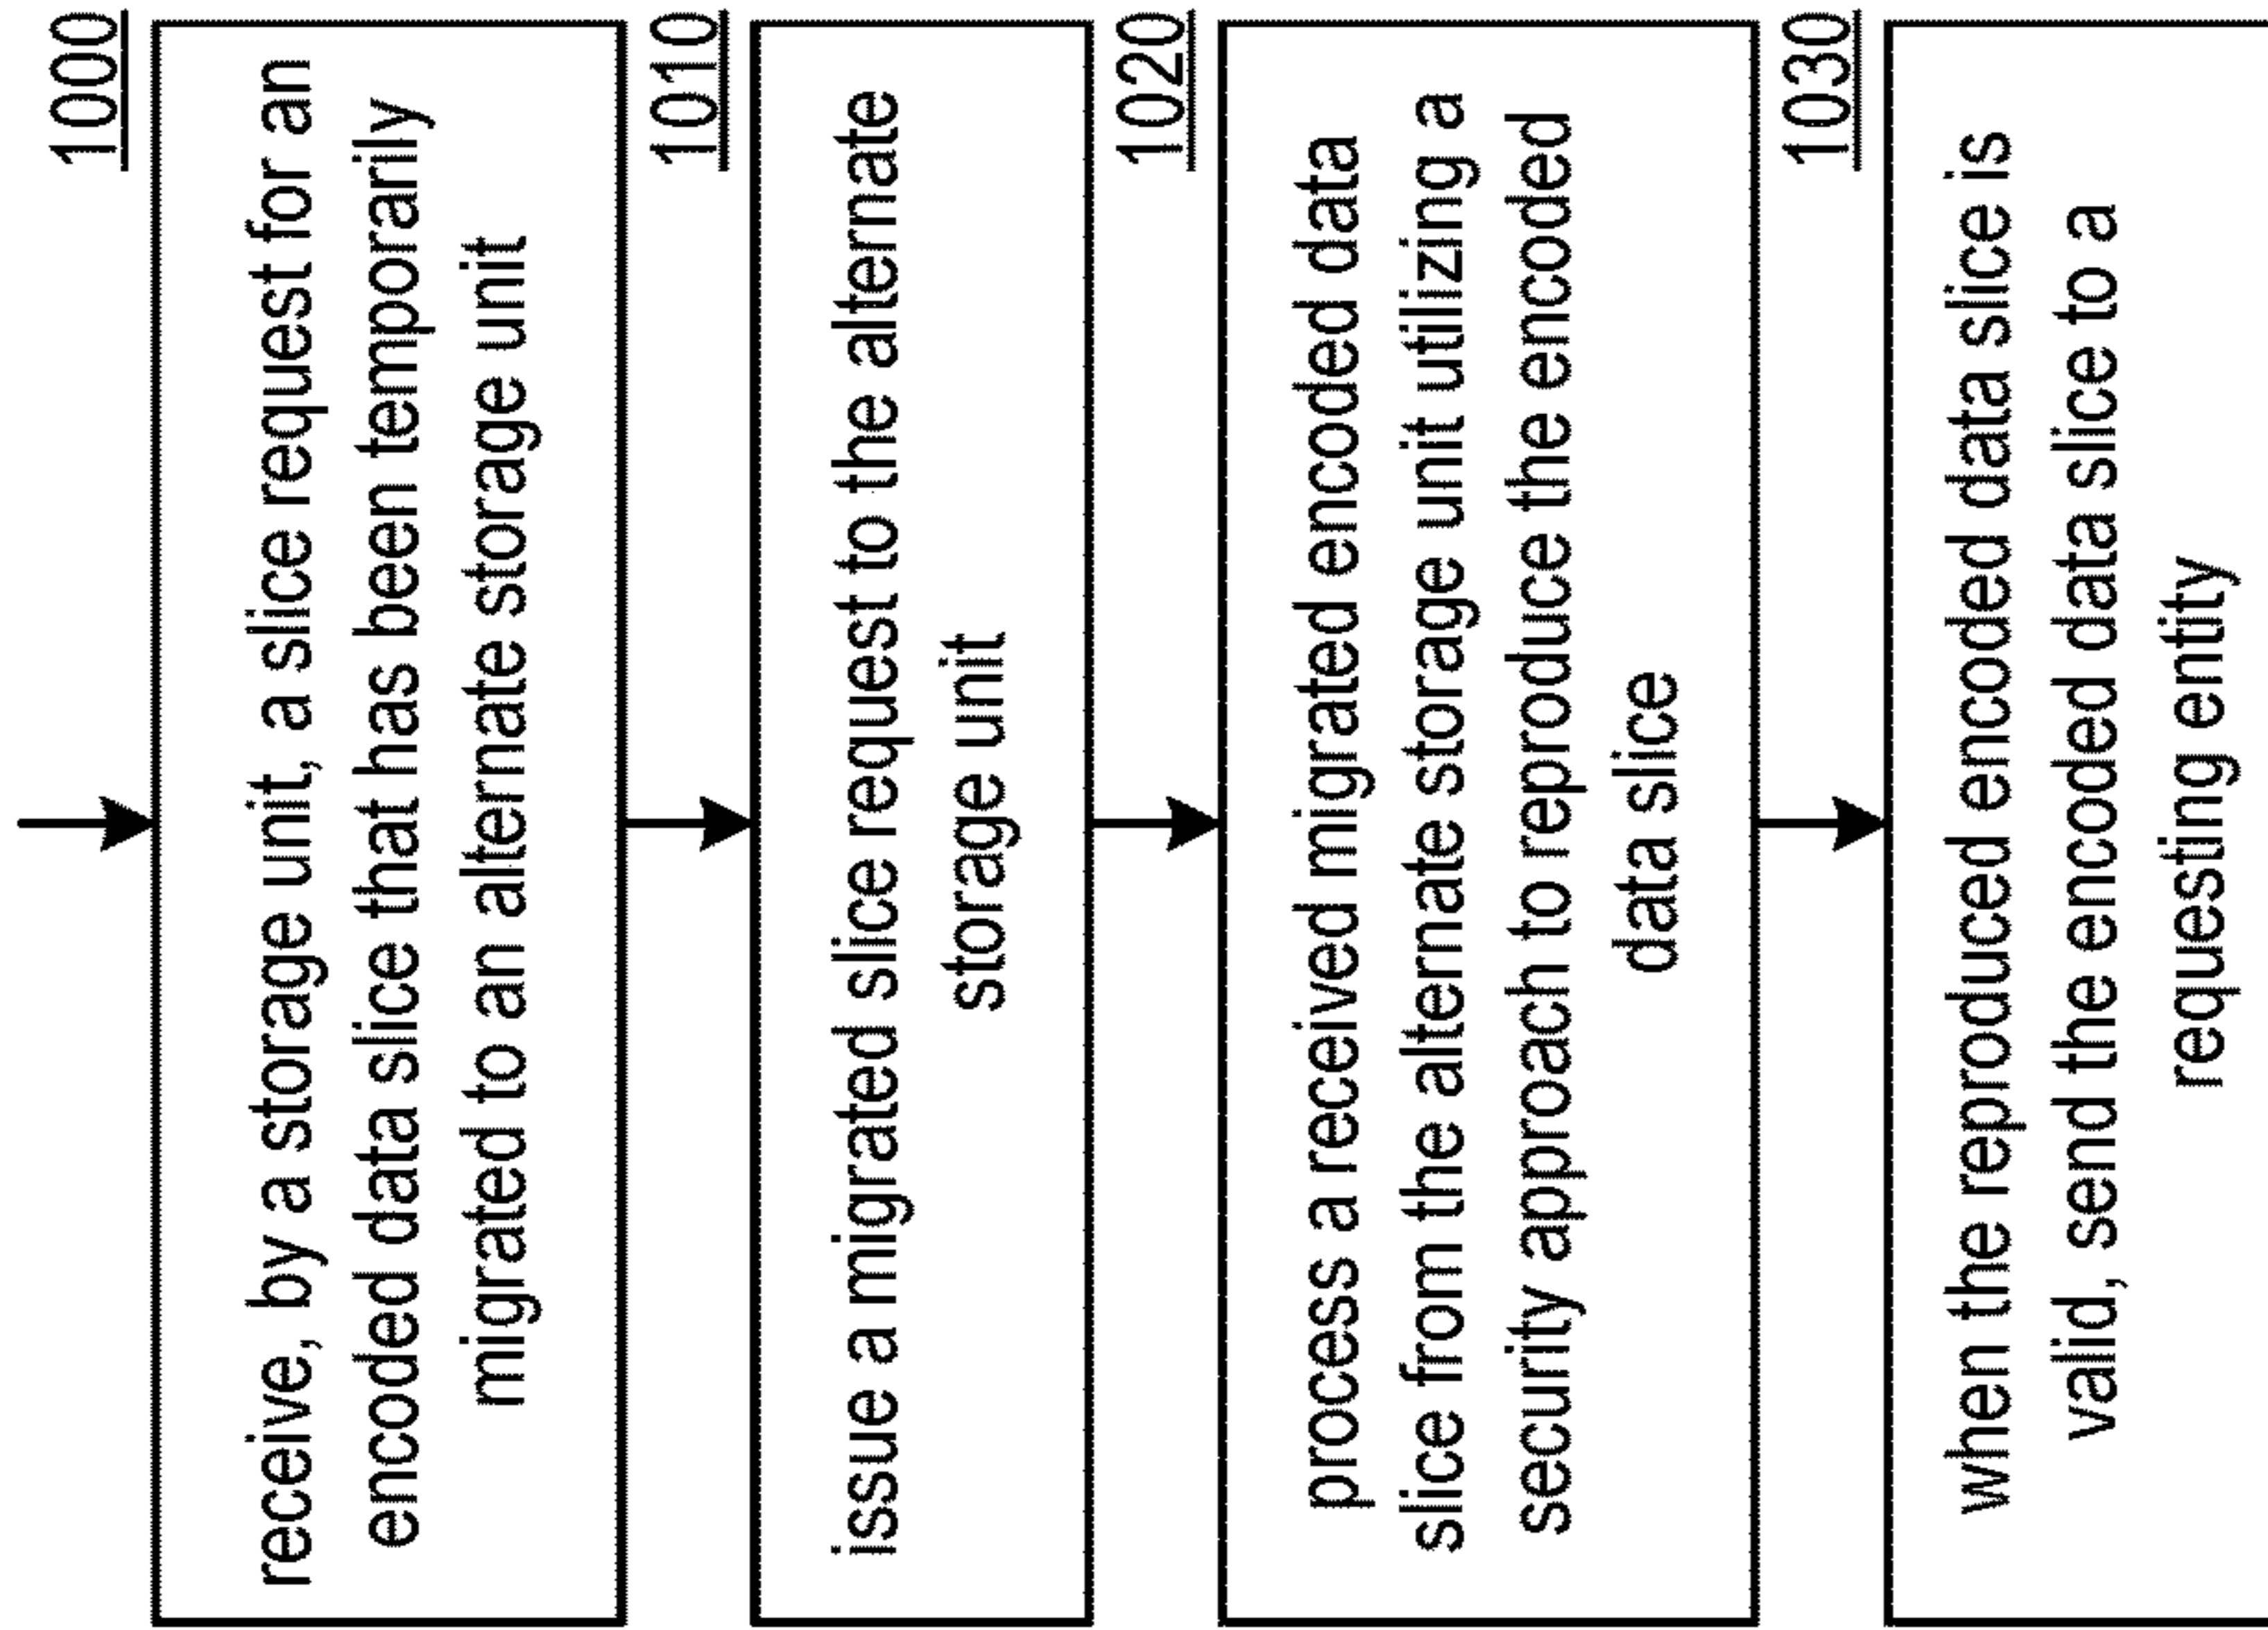 1000
receive, by a storage unit, a slice request for an
encoded data slice that has been temporarily
migrated to an alternate storage unit
1010
issue a migrated slice request to the alternate
storage unit
1020
process a received migrated encoded data
slice from the alternate storage unit utilizing a
security approach to reproduce the encoded
data slice
1030
when the reproduced encoded data slice is
valid, send the encoded data slice to a
requesting entity